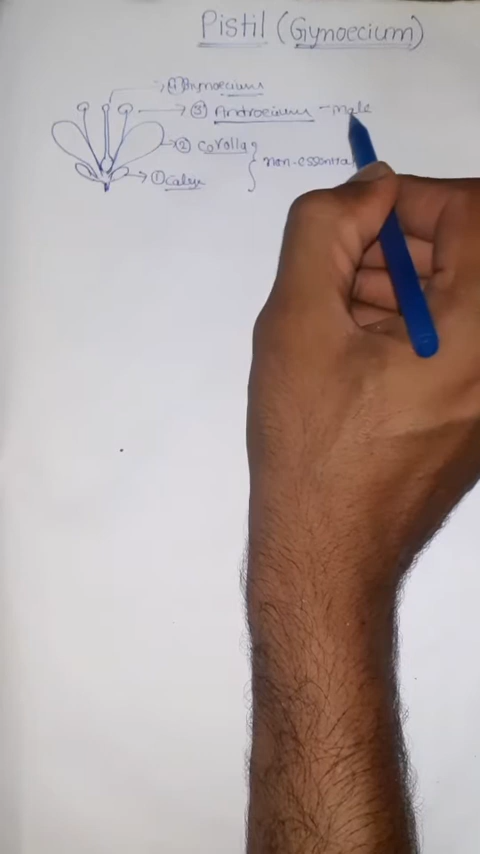 Pistil (Gynoecium)
④ Gynoecium
③ Androecium - male
② Corolla
non-essential
① Calyx